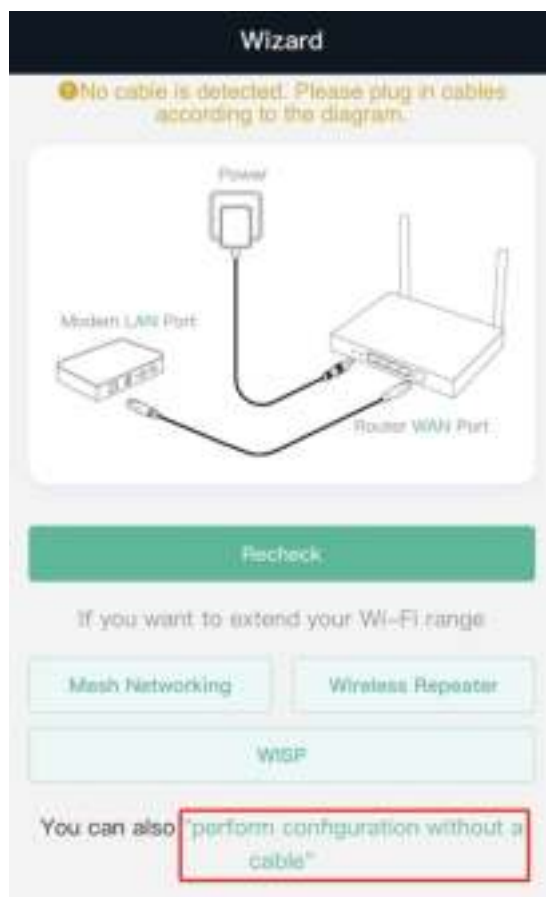 Wizard
No cable is detected. Please plug in cables
according to the diagram.
Power
Modem LAN Port
Router WAN Port
Recheck
If you want to extend your Wi-Fi range
Mesh Networking
Wireless Repeater
WISP
You can also "perform configuration without a
cable"